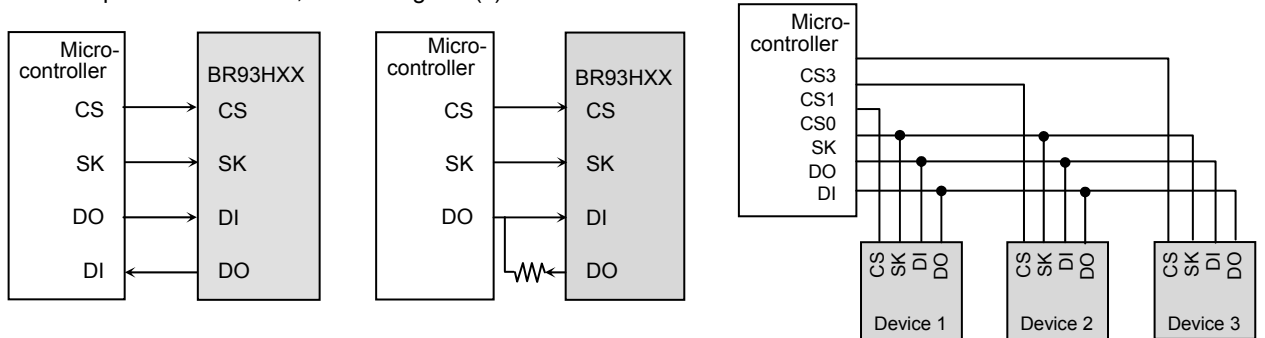 Micro-
controller
CS
SK
DO
DI
BR93HXX
CS
SK
DI
DO
Micro-
controller
CS
SK
DO
BR93HXX
CS
SK
DI
DO
Micro-
controller
CS3
CS1
CS0
SK
DO
DI
CS
SK
DI
DO
Device 1
CS
SK
DI
DO
Device 2
CS
SK
DI
DO
Device 3